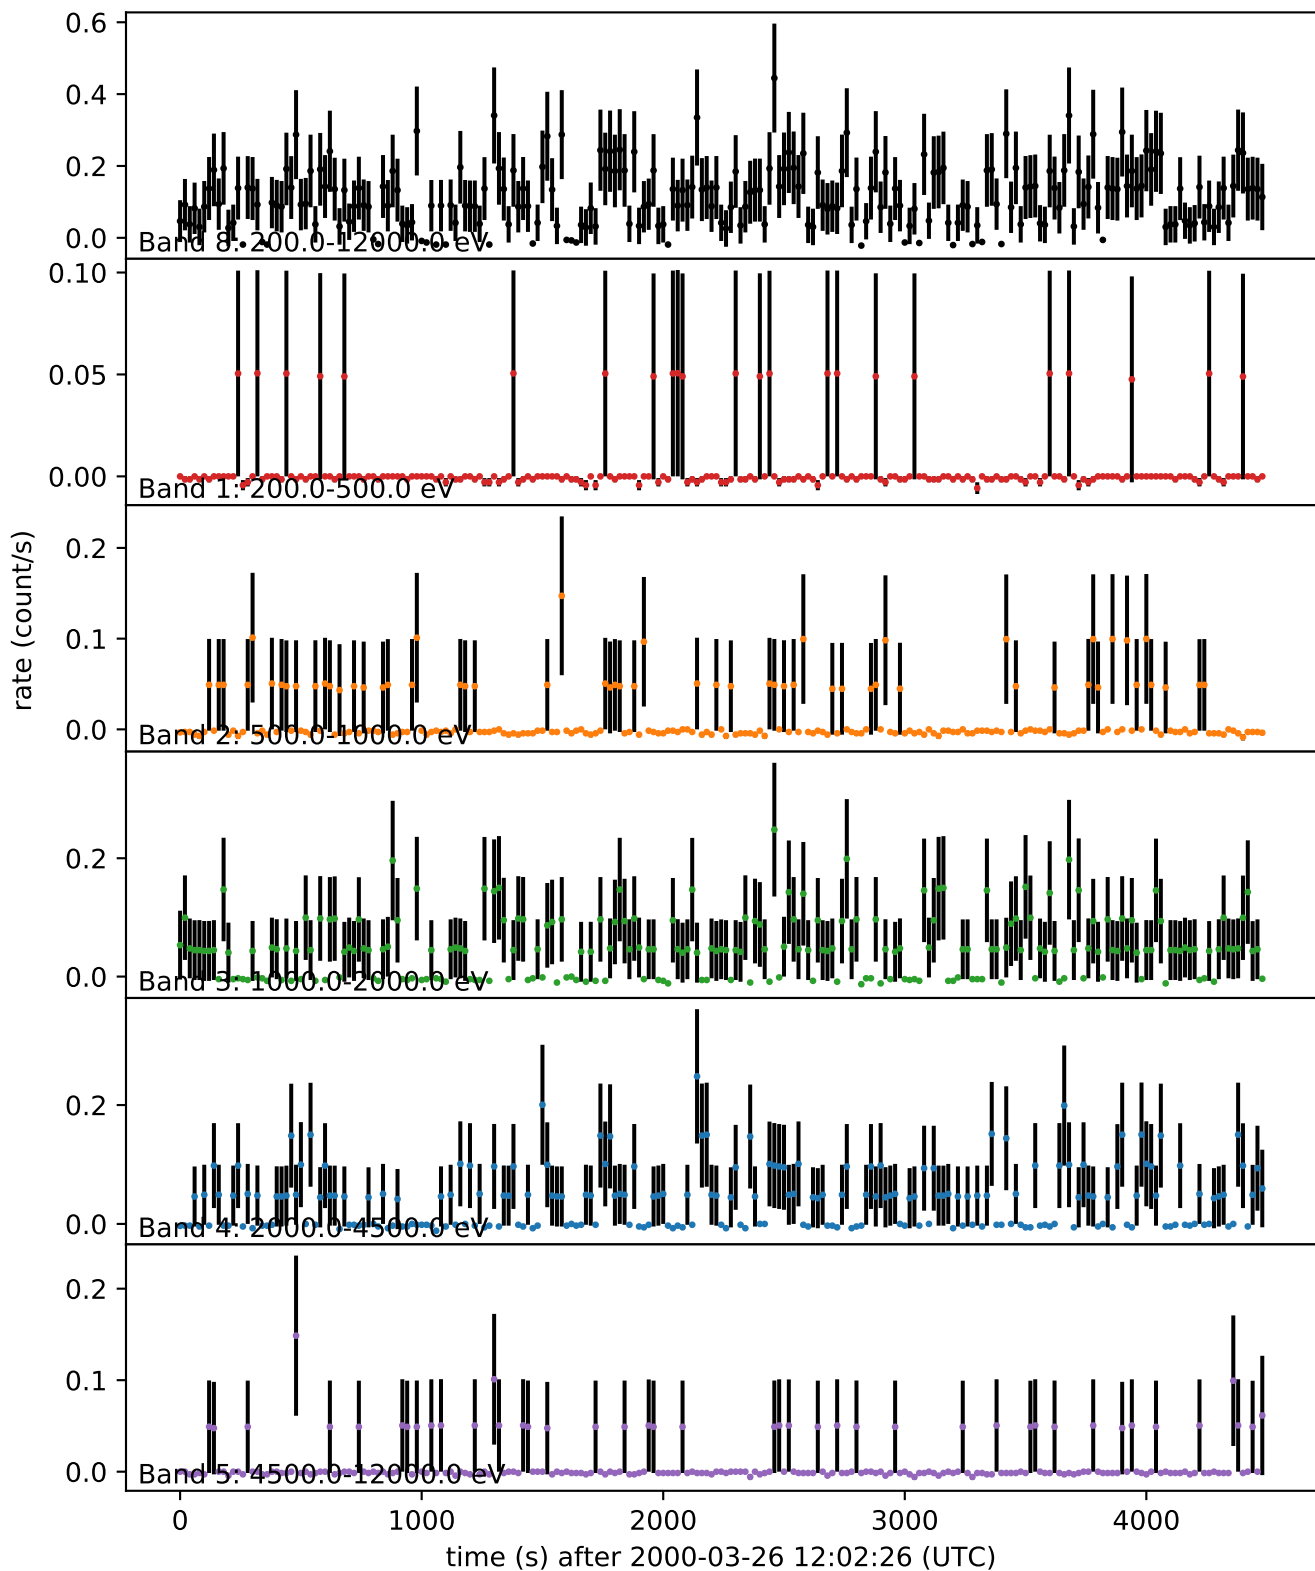 0.6
0.4
0.2
0.0
Band 8: 200.0-12000.0 eV
0.10
0.05
0.00
Band 1: 200.0-500.0 eV
0.2
0.1
0.0
Band 2: 500.0-1000.0 eV
rate (count/s)
0.2
0.0
Band 3: 1000.0-2000.0 eV
0.2
0.0
Band 4: 2000.0-4500.0 eV
0.2
0.1
0.0
Band 5: 4500.0-12000.0 eV
0 1000 2000 3000 4000
time (s) after 2000-03-26 12:02:26 (UTC)